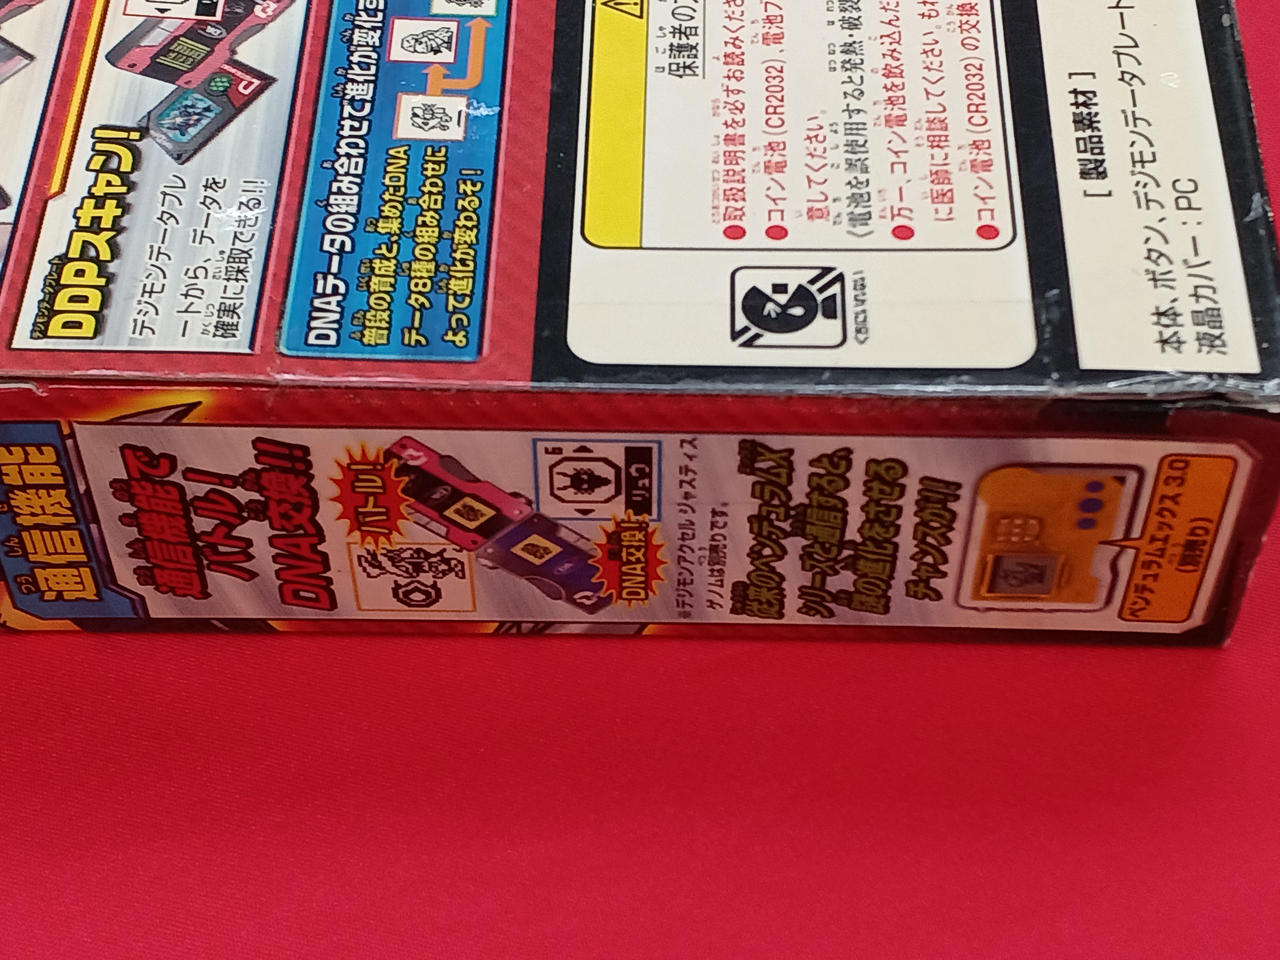 DDPスキャン!
デジモンデータプレ
ートから、データを
確実に採取できる!!
DNAデータの組み合わせで進化が変化す
普段の育成と、集めたDNA
データ8種の組み合わせに
よって進化が変わるぞ!
保護者の
●取扱説明書を必ずお読みくだ
●コイン電池(CR2032)、電池
意してください。
〈電池を誤使用すると発熱、破裂
●万一、コイン電池を飲み込んだ
に医師に相談してください。
●コイン電池(CR2032)の交換
くちにいれない
[製品素材]
本体、ボタン、デジモンデータプレート
液晶カバー:PC
通信機能
通信機能で
バトル!
DNA交換!!!
バトル!
6
リュウ
DNA交換!
※デジモンアクセル ジャスティス
ゲノムは別売りです。
従来のペンデュラムX
シリーズと通信すると、
謎の進化をさせる
チャンスが!!
ペンデュラムエックス 3.0
(別売り)